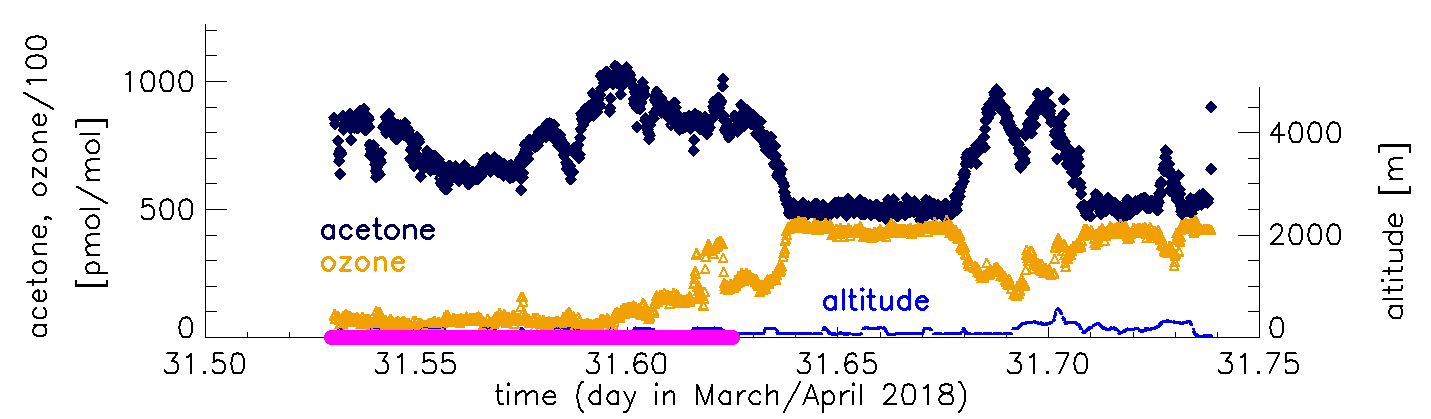 acetone, ozone/100
[pmol/mol]
1000
500
0
acetone
ozone
altitude
4000
2000
0
altitude [m]
31.50 31.55 31.60 31.65 31.70 31.75
time (day in March/April 2018)